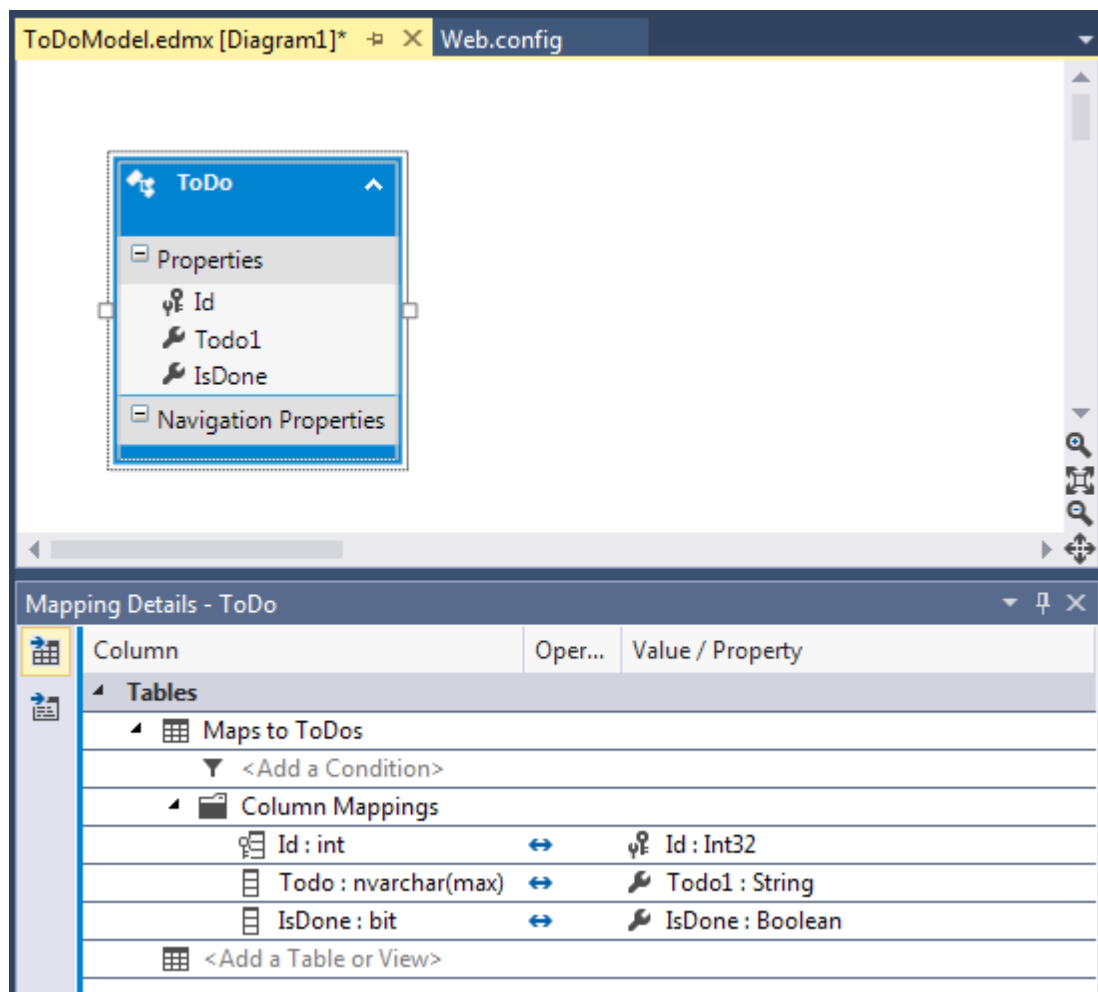 ToDoModel.edmx [Diagram1]* Web.config
ToDo
Properties
Id
Todo1
IsDone
Navigation Properties
Mapping Details - ToDo
Column Oper... Value / Property
Tables
Maps to ToDos
<Add a Condition>
Column Mappings
Id : int Id : Int32
Todo : nvarchar(max) Todo1 : String
IsDone : bit IsDone : Boolean
<Add a Table or View>